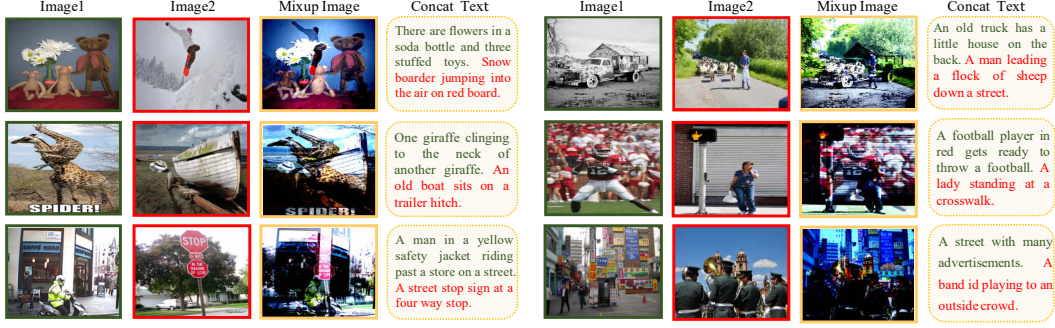 Image1 Image2 Mixup Image Concat Text
There are flowers in a
soda bottle and three
stuffed toys. Snow
boarder jumping into
the air on red board.
One giraffe clinging
to the neck of
another giraffe. An
old boat sits on a
trailer hitch.
SPIDER!
A man in a yellow
safety jacket riding
past a store on a street.
A street stop sign at a
four way stop.
STOP
Image1 Image2 Mixup Image Concat Text
An old truck has a
little house on the
back. A man leading
a flock of sheep
down a street.
A football player in
red gets ready to
throw a football. A
lady standing at a
crosswalk.
12
A street with many
advertisements. A
band id playing to an
outside crowd.